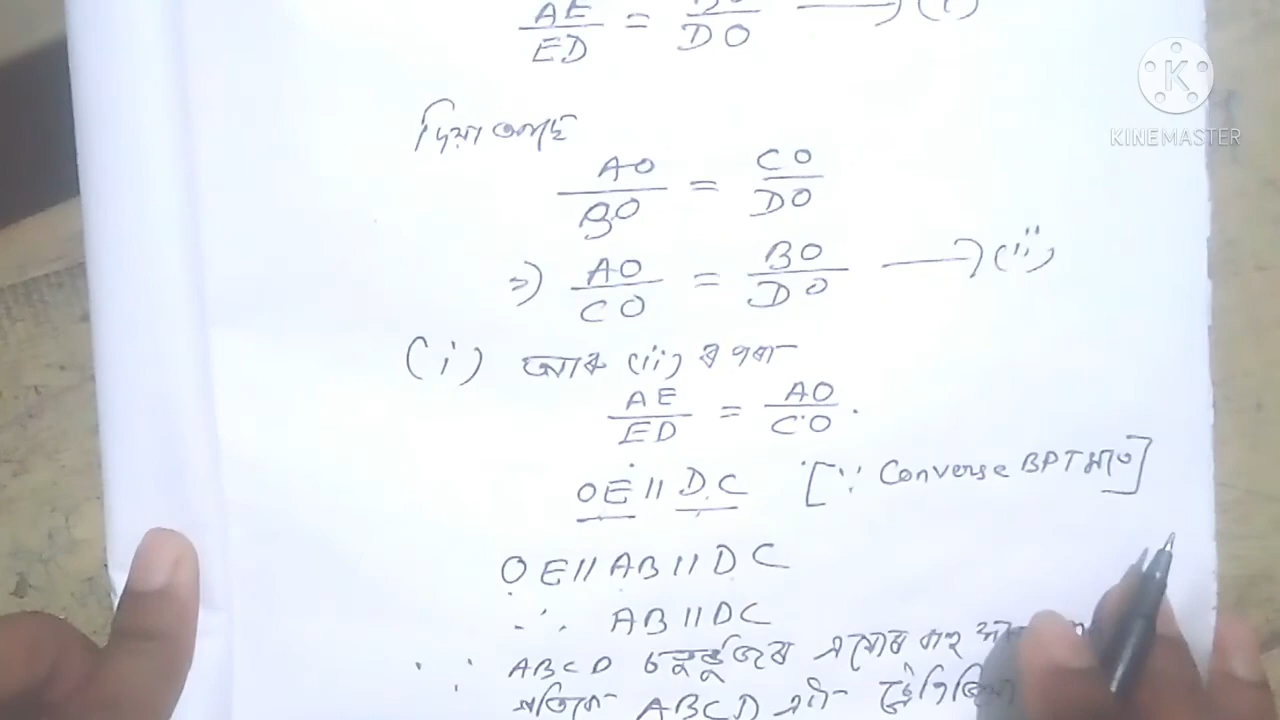 AE/ED = BO/DO ⟶ (i)
KINEMASTER
দিয়া আছে
AO/BO = CO/DO
⇒ AO/CO = BO/DO ⟶ (ii)
(i) আৰু (ii) ৰ পৰা
AE/ED = AO/CO.
OE || DC [∵ Converse BPT মতে]
OE || AB || DC
∴ AB || DC
∵ ABCD চতুৰ্ভুজৰ এযোৰ বাহু
ABCD এটা